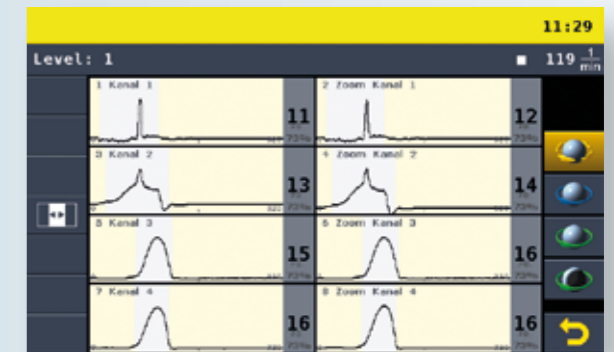 11:29
Level: 1
119 1/min
1 Kanal 1
11
2 Zoom Kanal 1
12
3 Kanal 2
13
4 Zoom Kanal 2
14
5 Kanal 3
15
6 Zoom Kanal 3
16
7 Kanal 4
16
8 Zoom Kanal 4
16